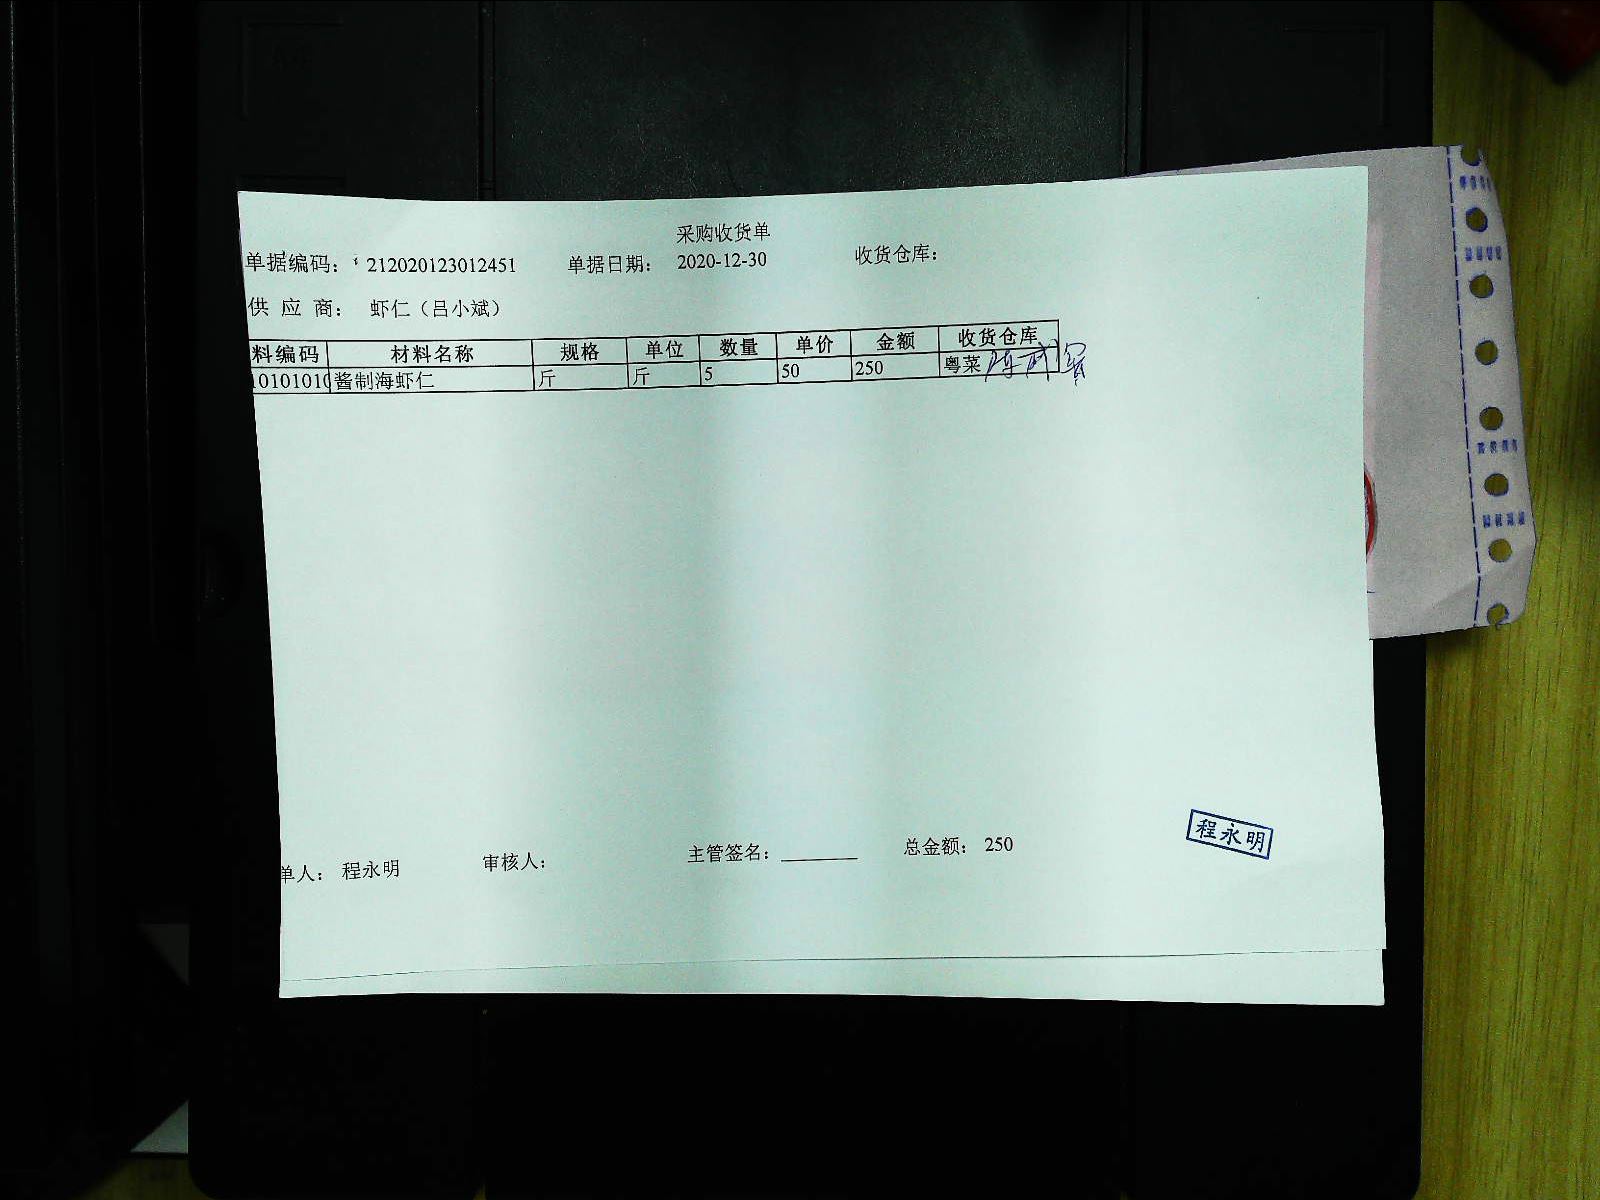 采购收货单
单据编码： 212020123012451 单据日期： 2020-12-30 收货仓库：
供 应 商： 虾仁（吕小斌）
料编码 材料名称 规格 单位 数量 单价 金额 收货仓库
10101010 酱制海虾仁 斤 斤 5 50 250 粤菜
单人： 程永明 审核人： 主管签名： 总金额： 250
程永明